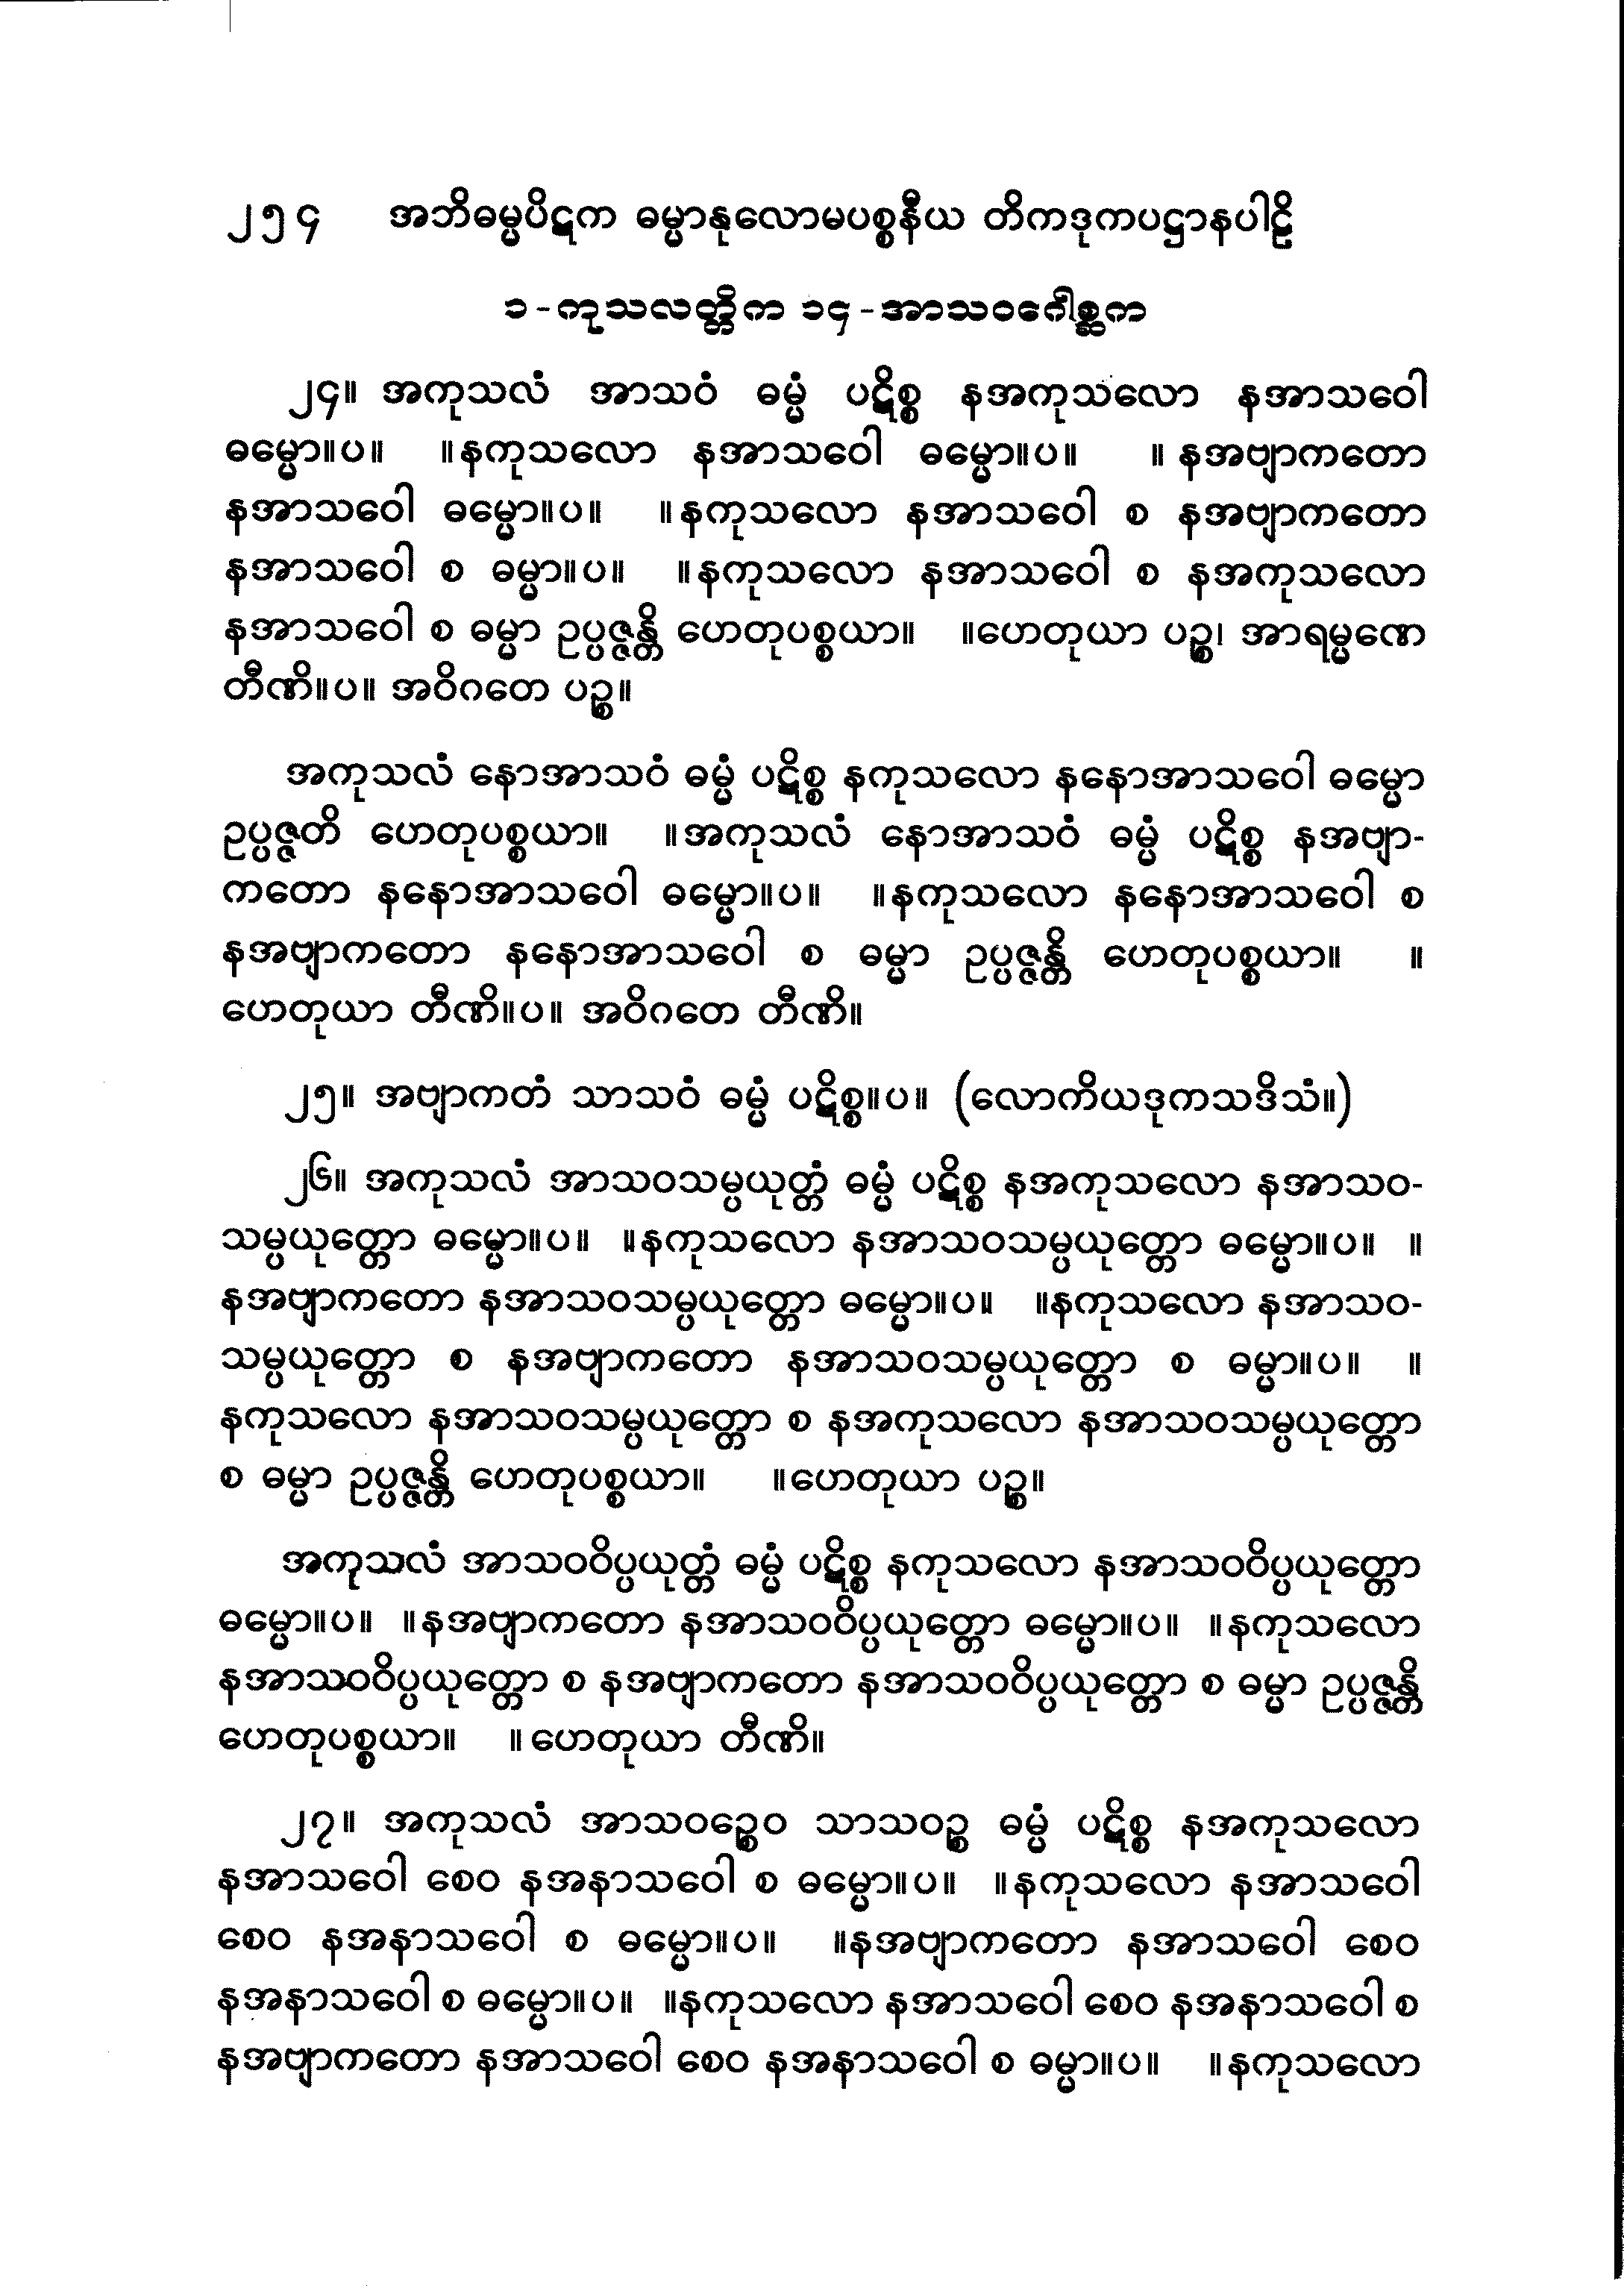 ၂၅၄ အဘိဓမ္မပိဋက ဓမ္မာနုလောမပစ္စနီယ တိကဒုကပဋ္ဌာနပါဠိ
၁-ကုသလတ္တိက ၁၄-အာသဝဂေါစ္ဆက
၂၄။ အကုသလံ အာသဝံ ဓမ္မံ ပဋိစ္စ နအကုသလော နအာသဝေါ
ဓမ္မော။ပ။ ။နကုသလော နအာသဝေါ ဓမ္မော။ပ။ ။ နအဗျာကတော
နအာသဝေါ ဓမ္မော။ပ။ ။နကုသလော နအာသဝေါ စ နအဗျာကတော
နအာသဝေါ စ ဓမ္မာ။ပ။ ။နကုသလော နအာသဝေါ စ နအကုသလော
နအာသဝေါ စ ဓမ္မာ ဥပ္ပဇ္ဇန္တိ ဟေတုပစ္စယာ။ ။ဟေတုယာ ပဉ္စ၊ အာရမ္မဏေ
တီဏိ။ပ။ အဝိဂတေ ပဉ္စ။
အကုသလံ နောအာသဝံ ဓမ္မံ ပဋိစ္စ နကုသလော နနောအာသဝေါ ဓမ္မော
ဥပ္ပဇ္ဇတိ ဟေတုပစ္စယာ။ ။အကုသလံ နောအာသဝံ ဓမ္မံ ပဋိစ္စ နအဗျာ-
ကတော နနောအာသဝေါ ဓမ္မော။ပ။ ။နကုသလော နနောအာသဝေါ စ
နအဗျာကတော နနောအာသဝေါ စ ဓမ္မာ ဥပ္ပဇ္ဇန္တိ ဟေတုပစ္စယာ။ ။
ဟေတုယာ တီဏိ။ပ။ အဝိဂတေ တီဏိ။
၂၅။ အဗျာကတံ သာသဝံ ဓမ္မံ ပဋိစ္စ။ပ။ (လောကိယဒုကသဒိသံ။)
၂၆။ အကုသလံ အာသဝသမ္ပယုတ္တံ ဓမ္မံ ပဋိစ္စ နအကုသလော နအာသဝ-
သမ္ပယုတ္တော ဓမ္မော။ပ။ ။နကုသလော နအာသဝသမ္ပယုတ္တော ဓမ္မော။ပ။ ။
နအဗျာကတော နအာသဝသမ္ပယုတ္တော ဓမ္မော။ပ။ ။နကုသလော နအာသဝ-
သမ္ပယုတ္တော စ နအဗျာကတော နအာသဝသမ္ပယုတ္တော စ ဓမ္မာ။ပ။ ။
နကုသလော နအာသဝသမ္ပယုတ္တော စ နအကုသလော နအာသဝသမ္ပယုတ္တော
စ ဓမ္မာ ဥပ္ပဇ္ဇန္တိ ဟေတုပစ္စယာ။ ။ဟေတုယာ ပဉ္စ။
အကုသလံ အာသဝဝိပ္ပယုတ္တံ ဓမ္မံ ပဋိစ္စ နကုသလော နအာသဝဝိပ္ပယုတ္တော
ဓမ္မော။ပ။ ။နအဗျာကတော နအာသဝဝိပ္ပယုတ္တော ဓမ္မော။ပ။ ။နကုသလော
နအာသဝဝိပ္ပယုတ္တော စ နအဗျာကတော နအာသဝဝိပ္ပယုတ္တော စ ဓမ္မာ ဥပ္ပဇ္ဇန္တိ
ဟေတုပစ္စယာ။ ။ ဟေတုယာ တီဏိ။
၂၇။ အကုသလံ အာသဝဉ္စေဝ သာသဝဉ္စ ဓမ္မံ ပဋိစ္စ နအကုသလော
နအာသဝေါ စေဝ နအနာသဝေါ စ ဓမ္မော။ပ။ ။နကုသလော နအာသဝေါ
စေဝ နအနာသဝေါ စ ဓမ္မော။ပ။ ။နအဗျာကတော နအာသဝေါ စေဝ
နအနာသဝေါ စ ဓမ္မော။ပ။ ။နကုသလော နအာသဝေါ စေဝ နအနာသဝေါ စ
နအဗျာကတော နအာသဝေါ စေဝ နအနာသဝေါ စ ဓမ္မာ။ပ။ ။နကုသလော